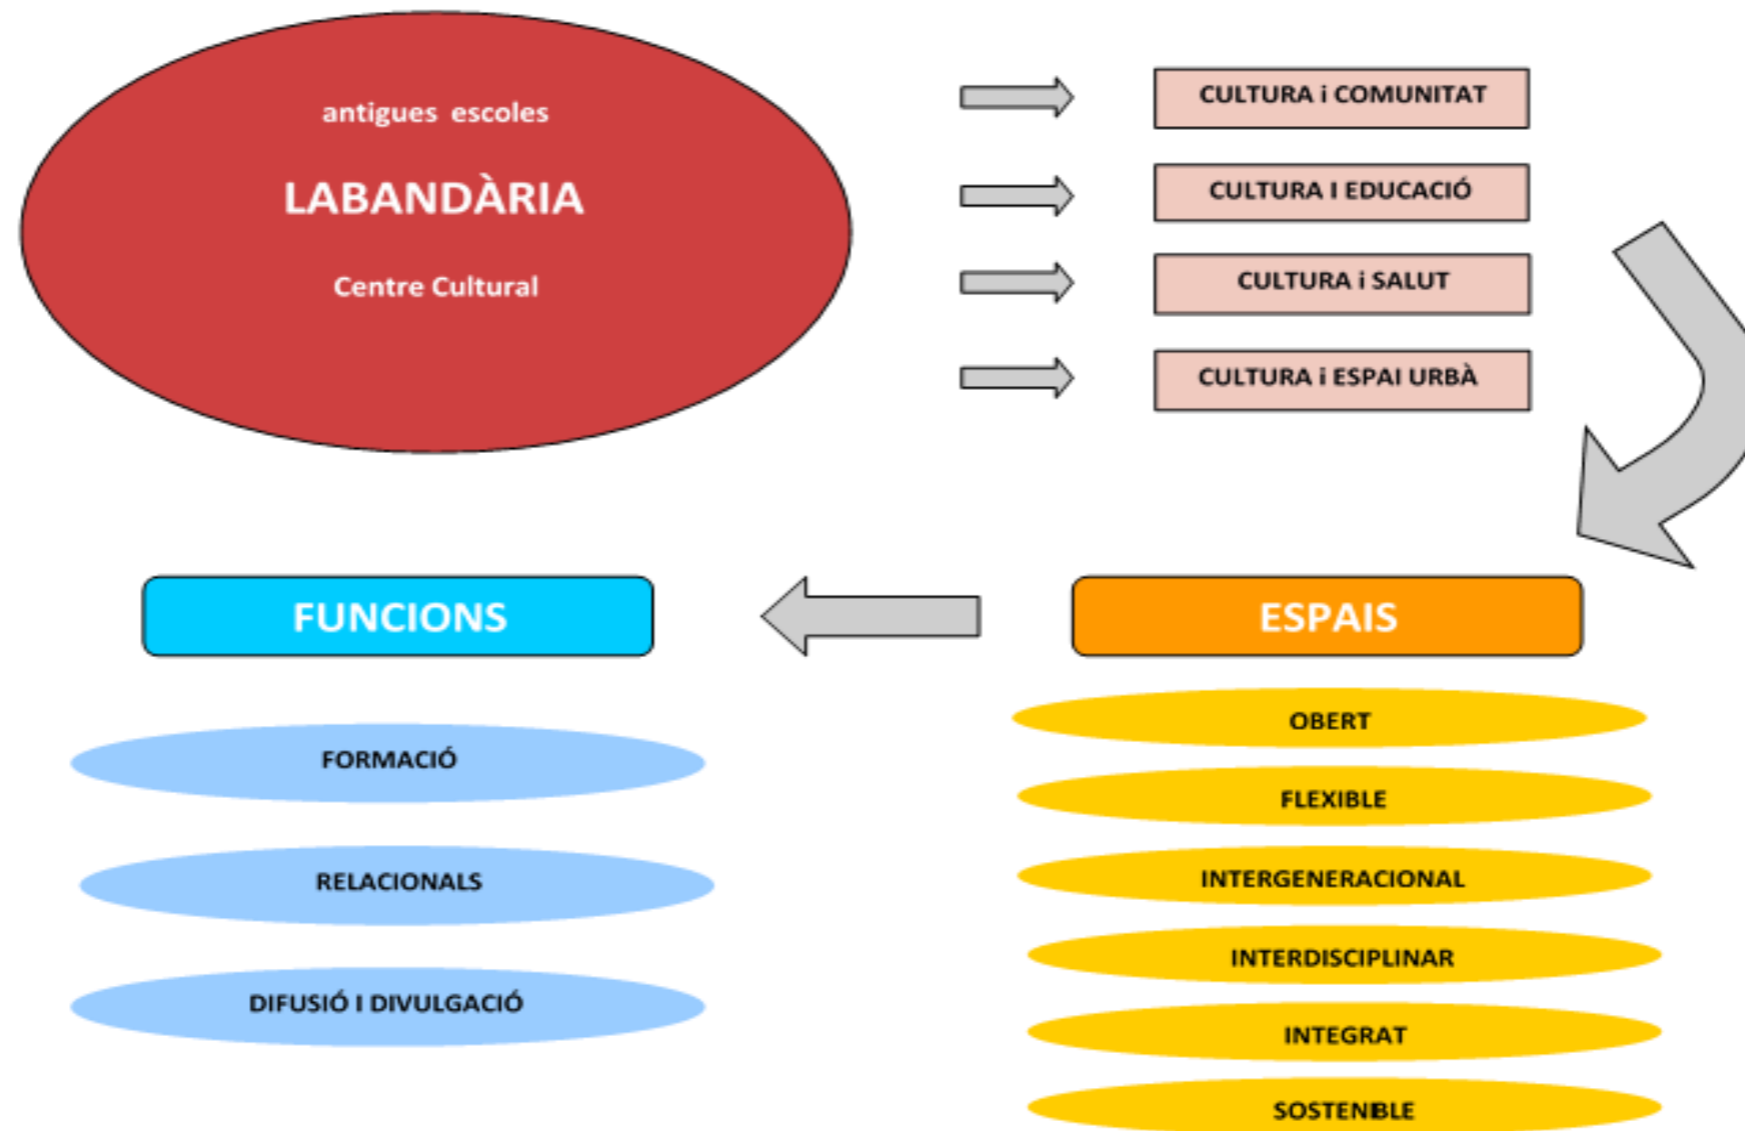 antigues escoles
LABANDÀRIA
Centre Cultural
CULTURA i COMUNITAT
CULTURA I EDUCACIÓ
CULTURA i SALUT
CULTURA i ESPAI URBÀ
FUNCIONS
FORMACIÓ
RELACIONALS
DIFUSIÓ I DIVULGACIÓ
ESPAIS
OBERT
FLEXIBLE
INTERGENERACIONAL
INTERDISCIPLINAR
INTEGRAT
SOSTENIBLE